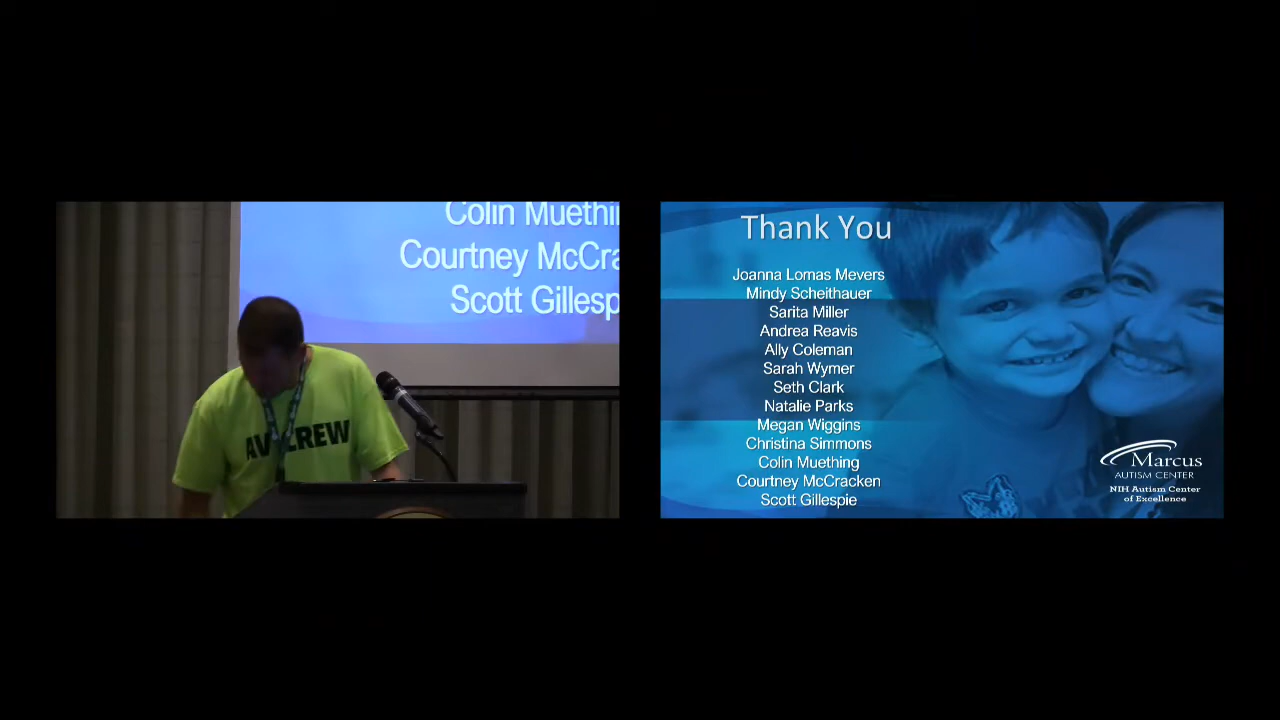 Colin Muethi
Courtney McCra
Scott Gillesp
AV CREW
Thank You
Joanna Lomas Mevers
Mindy Scheithauer
Sarita Miller
Andrea Reavis
Ally Coleman
Sarah Wymer
Seth Clark
Natalie Parks
Megan Wiggins
Christina Simmons
Colin Muething
Courtney McCracken
Scott Gillespie
Marcus
AUTISM CENTER
NIH Autism Center
of Excellence